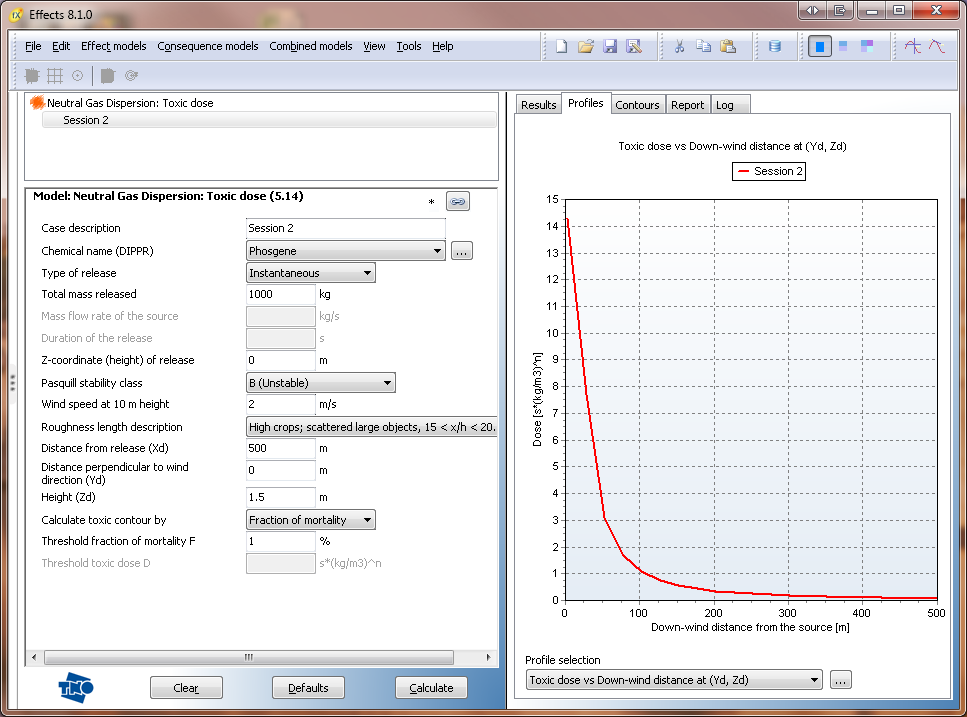 Effects 8.1.0
File Edit Effect models Consequence models Combined models View Tools Help
Neutral Gas Dispersion: Toxic dose
Session 2
Model: Neutral Gas Dispersion: Toxic dose (5.14)
*
Case description Session 2
Chemical name (DIPPR) Phosgene ...
Type of release Instantaneous
Total mass released 1000 kg
Mass flow rate of the source kg/s
Duration of the release s
Z-coordinate (height) of release 0 m
Pasquill stability class B (Unstable)
Wind speed at 10 m height 2 m/s
Roughness length description High crops; scattered large objects, 15 < x/h < 20.
Distance from release (Xd) 500 m
Distance perpendicular to wind
direction (Yd) 0 m
Height (Zd) 1.5 m
Calculate toxic contour by Fraction of mortality
Threshold fraction of mortality F 1 %
Threshold toxic dose D s*(kg/m3)^n
TNO
Clear Defaults Calculate
Results Profiles Contours Report Log
Toxic dose vs Down-wind distance at (Yd, Zd)
Session 2
15
14
13
12
11
10
9
8
7
6
5
4
3
2
1
0
Dose [s*(kg/m3)^n]
0 100 200 300 400 500
Down-wind distance from the source [m]
Profile selection
Toxic dose vs Down-wind distance at (Yd, Zd) ...